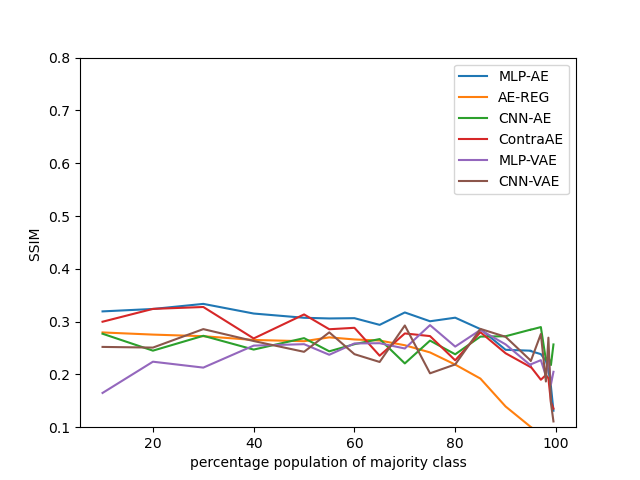 0.8
0.7
0.6
0.5
0.4
0.3
0.2
0.1
SSIM
MLP-AE
AE-REG
CNN-AE
ContraAE
MLP-VAE
CNN-VAE
20 40 60 80 100
percentage population of majority class